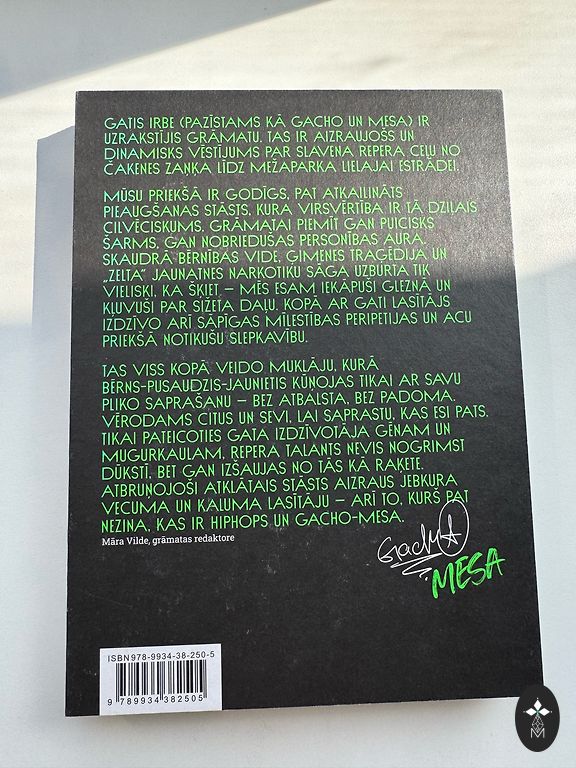 GATIS IRBE (PAZĪSTAMS KĀ GACHO UN MESA) IR
UZRAKSTĪJIS GRĀMATU. TAS IR AIZRAUJOŠS UN
DINAMISKS VĒSTĪJUMS PAR SLAVENA REPERA CEĻU NO
ČAKENES ZAŅĶA LĪDZ MEŽAPARKA LIELAJAI ESTRĀDEI.
MŪSU PRIEKŠĀ IR GODĪGS, PAT ATKAILINĀTS
PIEAUGŠANAS STĀSTS, KURA VIRSVĒRTĪBA IR TĀ DZIĻAIS
CILVĒCISKUMS. GRĀMATAI PIEMĪT GAN PUICISKS
ŠARMS, GAN NOBRIEDUŠAS PERSONĪBAS AURA.
SKAUDRĀ BĒRNĪBAS VIDE, ĢIMENES TRAĢĒDIJA UN
„ZELTA” JAUNATNES NARKOTIKU SĀGA UZBURTA TIK
VIELISKI, KA ŠĶIET, – MĒS ESAM IEKĀPUŠI GLEZNĀ UN
KĻUVUŠI PAR SIŽETA DAĻU. KOPĀ AR GATI LASĪTĀJS
IZDZĪVO ARĪ SĀPĪGAS MĪLESTĪBAS PERIPETIJAS UN ACU
PRIEKŠĀ NOTIKUŠU SLEPKAVĪBU.
TAS VISS KOPĀ VEIDO MUKLĀJU, KURĀ
BĒRNS-PUSAUDZIS-JAUNIETIS KŪŅOJAS TIKAI AR SAVU
PLIKO SAPRAŠANU – BEZ ATBALSTA, BEZ PADOMA.
VĒRODAMS CITUS UN SEVI, LAI SAPRASTU, KAS ESI PATS.
TIKAI PATEICOTIES GATA IZDZĪVOTĀJA GĒNAM UN
MUGURKAULAM, REPERA TALANTS NEVIS NOGRIMST
DŪKSTĪ, BET GAN IZŠAUJAS NO TĀS KĀ RAĶETE.
ATBRUŅOJOŠI ATKLĀTAIS STĀSTS AIZRAUS JEBKURA
VECUMA UN KALUMA LASĪTĀJU – ARĪ TO, KURŠ PAT
NEZINA, KAS IR HIPHOPS UN GACHO-MESA.
Māra Vilde, grāmatas redaktore
MESA
ISBN 978-9934-38-250-5
9 789934 382505
M